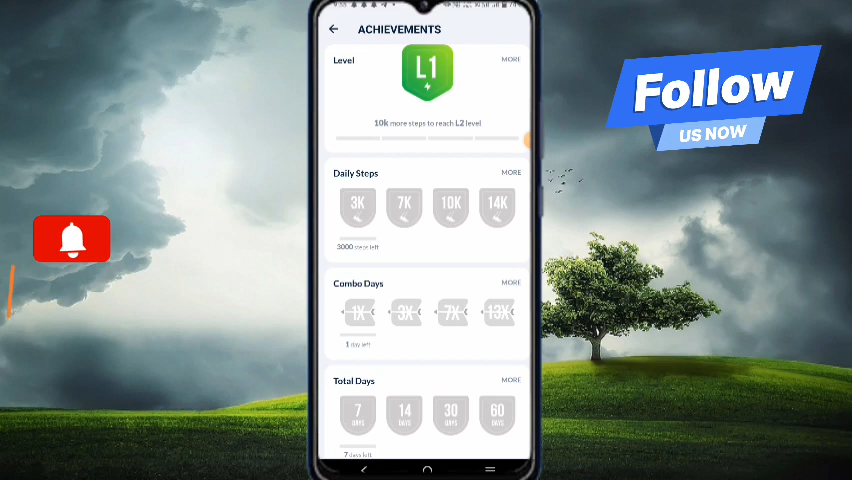 ACHIEVEMENTS
Level
MORE
L1
10k more steps to reach L2 level
Daily Steps
MORE
3K 7K 10K 14K
3000 steps left
Combo Days
MORE
1X 3X 7X 13X
1 day left
Total Days
MORE
7 DAYS 14 DAYS 30 DAYS 60 DAYS
7 days left
Follow
US NOW